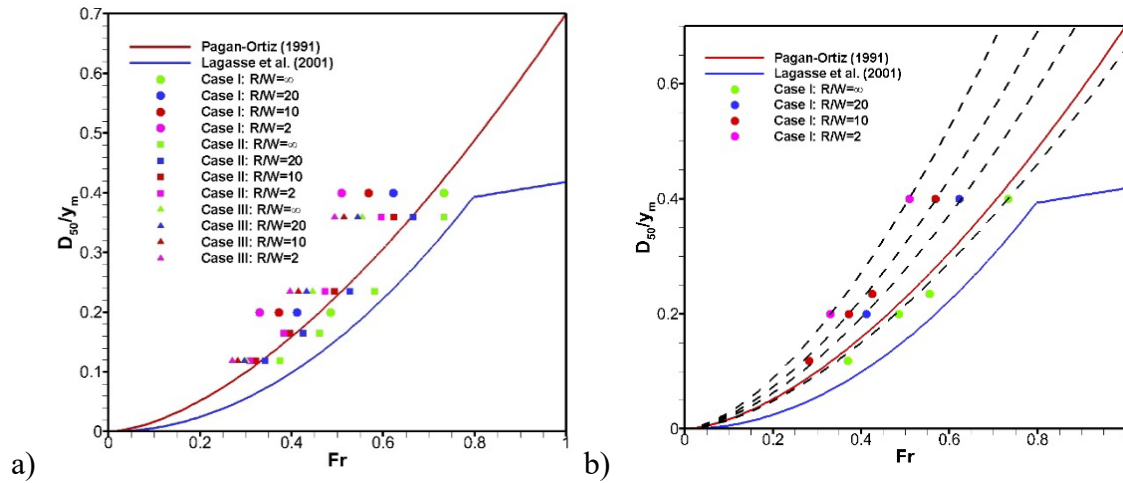 0.7
0.6
0.5
0.4
0.3
0.2
0.1
0
D50/ym
Pagan-Ortiz (1991)
Lagasse et al. (2001)
Case I: R/W=∞
Case I: R/W=20
Case I: R/W=10
Case I: R/W=2
Case II: R/W=∞
Case II: R/W=20
Case II: R/W=10
Case II: R/W=2
Case III: R/W=∞
Case III: R/W=20
Case III: R/W=10
Case III: R/W=2
0 0.2 0.4 0.6 0.8 1
Fr
a)
0.6
0.4
0.2
0
D50/ym
Pagan-Ortiz (1991)
Lagasse et al. (2001)
Case I: R/W=∞
Case I: R/W=20
Case I: R/W=10
Case I: R/W=2
0 0.2 0.4 0.6 0.8
Fr
b)